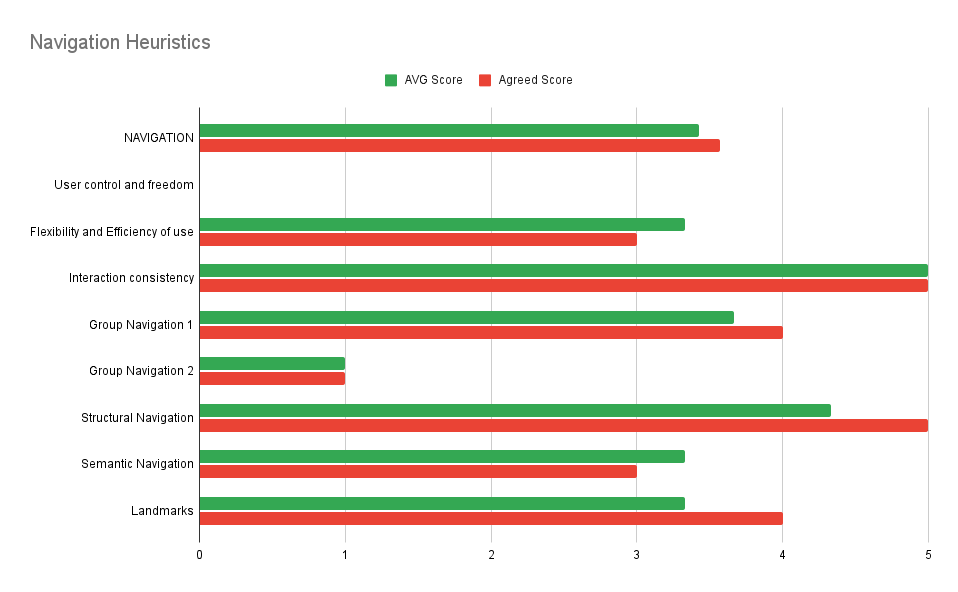 Navigation Heuristics
AVG Score Agreed Score
NAVIGATION
User control and freedom
Flexibility and Efficiency of use
Interaction consistency
Group Navigation 1
Group Navigation 2
Structural Navigation
Semantic Navigation
Landmarks
0 1 2 3 4 5